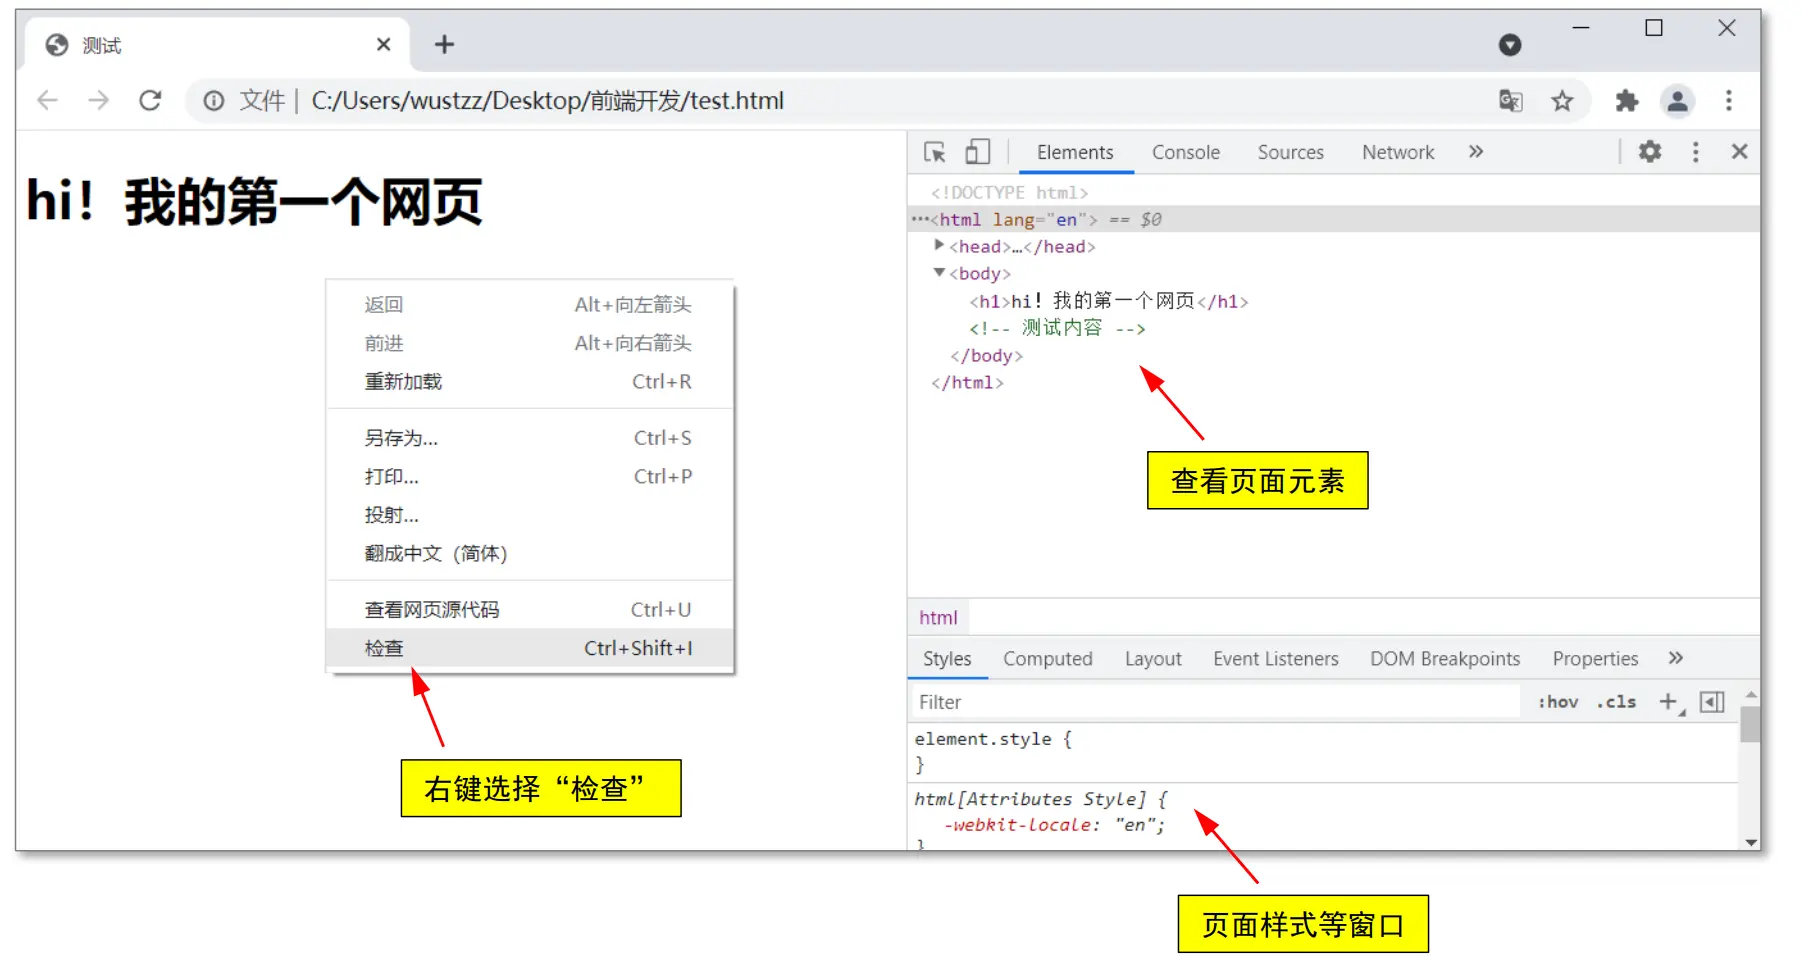 测试
文件 | C:/Users/wustzz/Desktop/前端开发/test.html
hi！我的第一个网页
返回 Alt+向左箭头
前进 Alt+向右箭头
重新加载 Ctrl+R
另存为... Ctrl+S
打印... Ctrl+P
投射...
翻成中文（简体）
查看网页源代码 Ctrl+U
检查 Ctrl+Shift+I
右键选择“检查”
Elements Console Sources Network »
<!DOCTYPE html>
···<html lang="en"> == $0
<head>…</head>
<body>
<h1>hi！我的第一个网页</h1>
<!-- 测试内容 -->
</body>
</html>
查看页面元素
html
Styles Computed Layout Event Listeners DOM Breakpoints Properties »
Filter :hov .cls +
element.style {
}
html[Attributes Style] {
-webkit-locale: "en";
}
页面样式等窗口